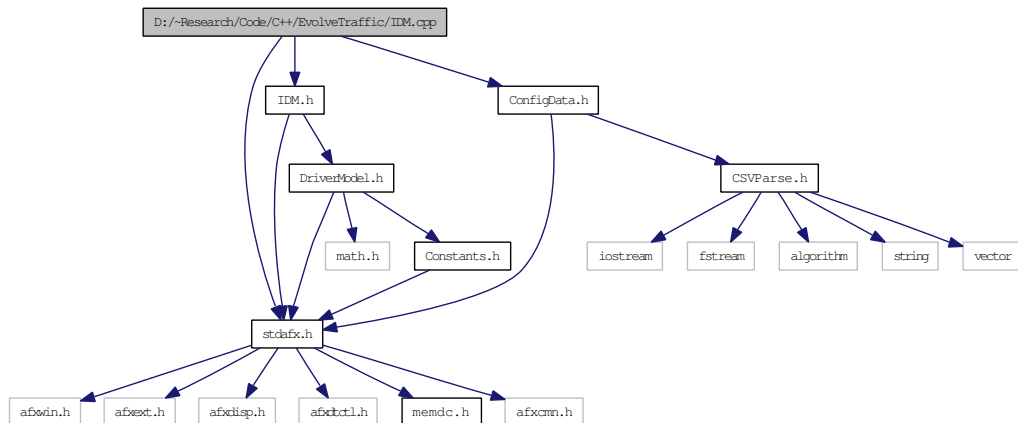 D:/~Research/Code/C++/EvolveTraffic/IDM.cpp
IDM.h
ConfigData.h
DriverModel.h
CSVParse.h
math.h
Constants.h
iostream
fstream
algorithm
string
vector
stdafx.h
afxwin.h
afxext.h
afxdisp.h
afxdtctl.h
memdc.h
afxcmn.h